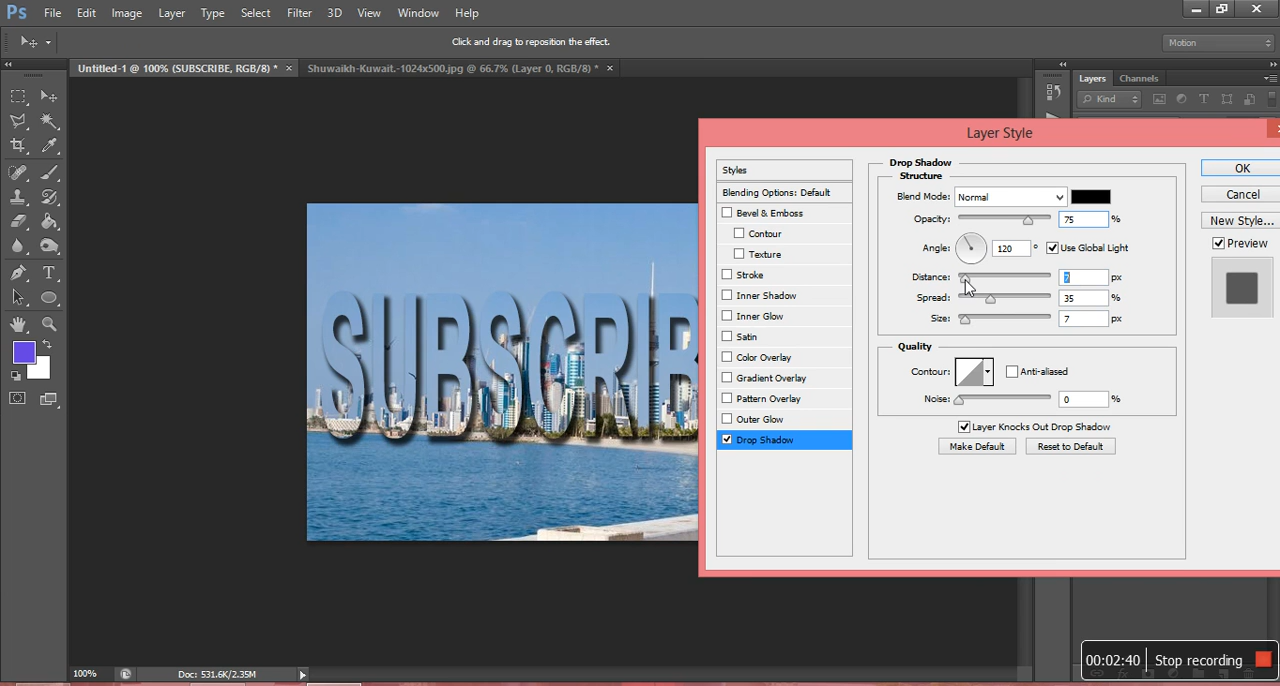 Ps File Edit Image Layer Type Select Filter 3D View Window Help
Click and drag to reposition the effect.
Motion
Untitled-1 @ 100% (SUBSCRIBE, RGB/8) * × Shuwaikh-Kuwait.-1024x500.jpg @ 66.7% (Layer 0, RGB/8) * ×
Layers Channels
Kind
Layer Style
Styles
Blending Options: Default
Bevel & Emboss
Contour
Texture
Stroke
Inner Shadow
Inner Glow
Satin
Color Overlay
Gradient Overlay
Pattern Overlay
Outer Glow
Drop Shadow
Drop Shadow
Structure
Blend Mode: Normal
Opacity: 75 %
Angle: 120 ° Use Global Light
Distance: 7 px
Spread: 35 %
Size: 7 px
Quality
Contour: Anti-aliased
Noise: 0 %
Layer Knocks Out Drop Shadow
Make Default Reset to Default
OK
Cancel
New Style...
Preview
SUBSCRIB
100% Doc: 531.6K/2.35M
00:02:40 Stop recording